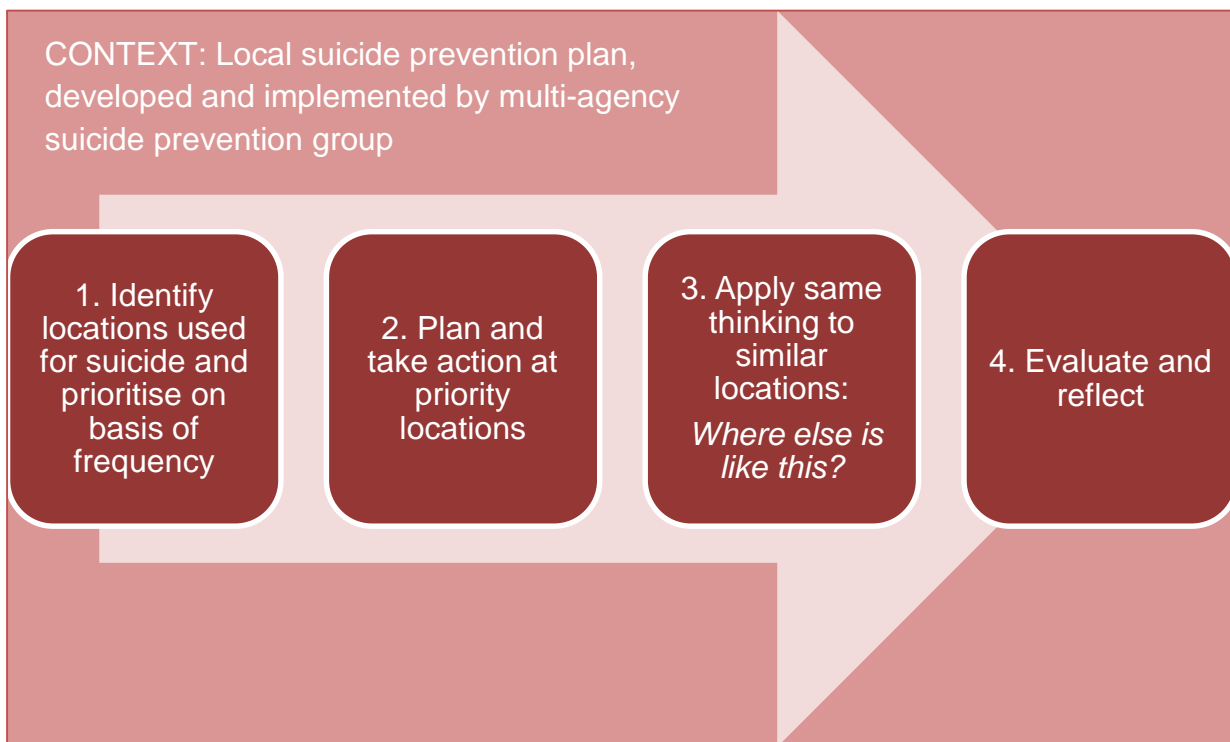 CONTEXT: Local suicide prevention plan,
developed and implemented by multi-agency
suicide prevention group
1. Identify
locations used
for suicide and
prioritise on
basis of
frequency
2. Plan and
take action at
priority
locations
3. Apply same
thinking to
similar
locations:
Where else is
like this?
4. Evaluate and
reflect